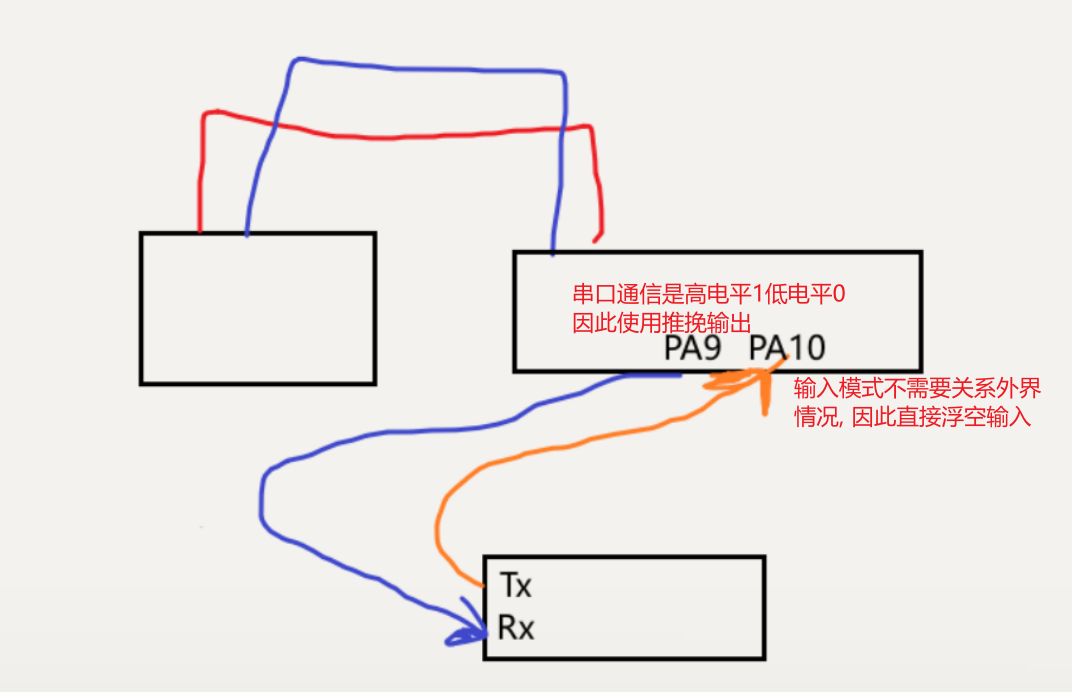 串口通信是高电平1低电平0
因此使用推挽输出
PA9 PA10
输入模式不需要关系外界
情况, 因此直接浮空输入
Tx
Rx